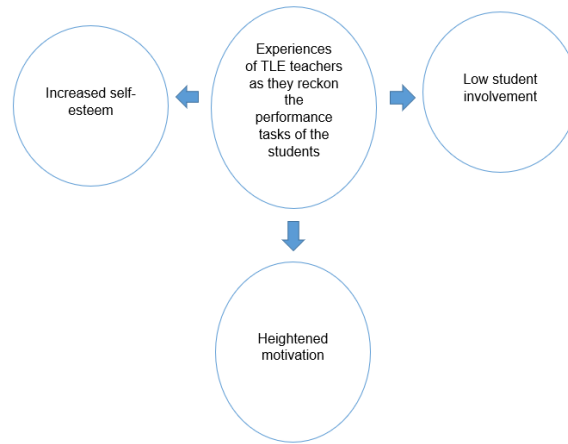 Increased self-
esteem
Experiences
of TLE teachers
as they reckon
the
performance
tasks of the
students
Low student
involvement
Heightened
motivation